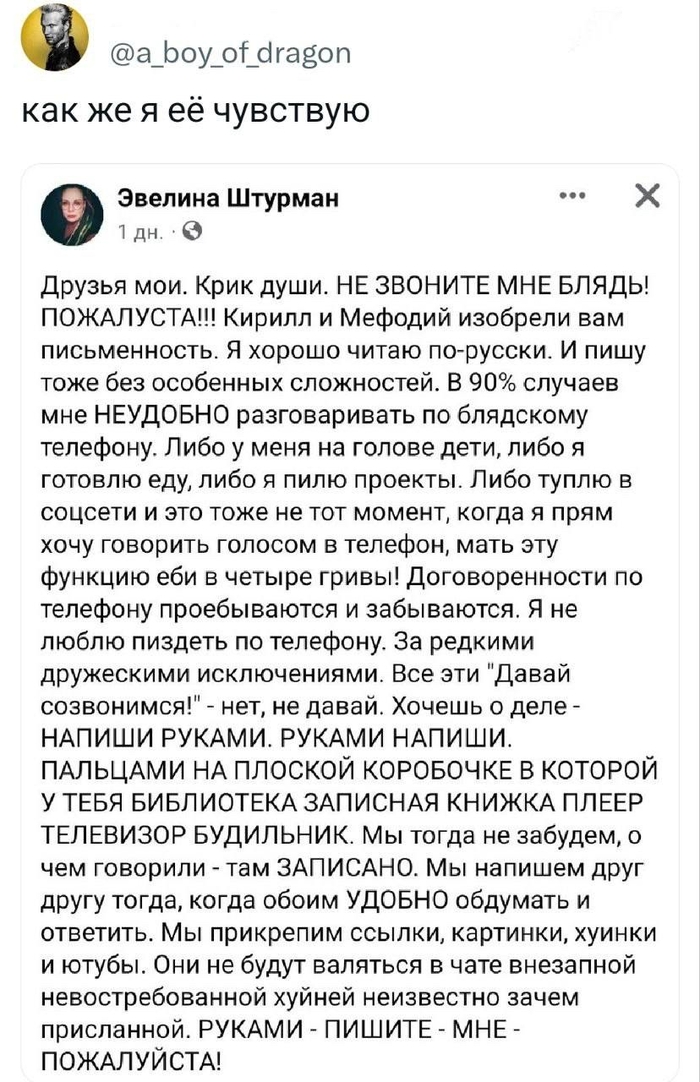 @a_boy_of_dragon
как же я её чувствую
Эвелина Штурман
1 дн. ·
Друзья мои. Крик души. НЕ ЗВОНИТЕ МНЕ БЛЯДЬ!
ПОЖАЛУСТА!!! Кирилл и Мефодий изобрели вам
письменность. Я хорошо читаю по-русски. И пишу
тоже без особенных сложностей. В 90% случаев
мне НЕУДОБНО разговаривать по блядскому
телефону. Либо у меня на голове дети, либо я
готовлю еду, либо я пилю проекты. Либо туплю в
соцсети и это тоже не тот момент, когда я прям
хочу говорить голосом в телефон, мать эту
функцию еби в четыре гривы! Договоренности по
телефону проебываются и забываются. Я не
люблю пиздеть по телефону. За редкими
дружескими исключениями. Все эти "Давай
созвонимся!" - нет, не давай. Хочешь о деле -
НАПИШИ РУКАМИ. РУКАМИ НАПИШИ.
ПАЛЬЦАМИ НА ПЛОСКОЙ КОРОБОЧКЕ В КОТОРОЙ
У ТЕБЯ БИБЛИОТЕКА ЗАПИСНАЯ КНИЖКА ПЛЕЕР
ТЕЛЕВИЗОР БУДИЛЬНИК. Мы тогда не забудем, о
чем говорили - там ЗАПИСАНО. Мы напишем друг
другу тогда, когда обоим УДОБНО обдумать и
ответить. Мы прикрепим ссылки, картинки, хуинки
и ютубы. Они не будут валяться в чате внезапной
невостребованной хуйней неизвестно зачем
присланной. РУКАМИ - ПИШИТЕ - МНЕ -
ПОЖАЛУЙСТА!